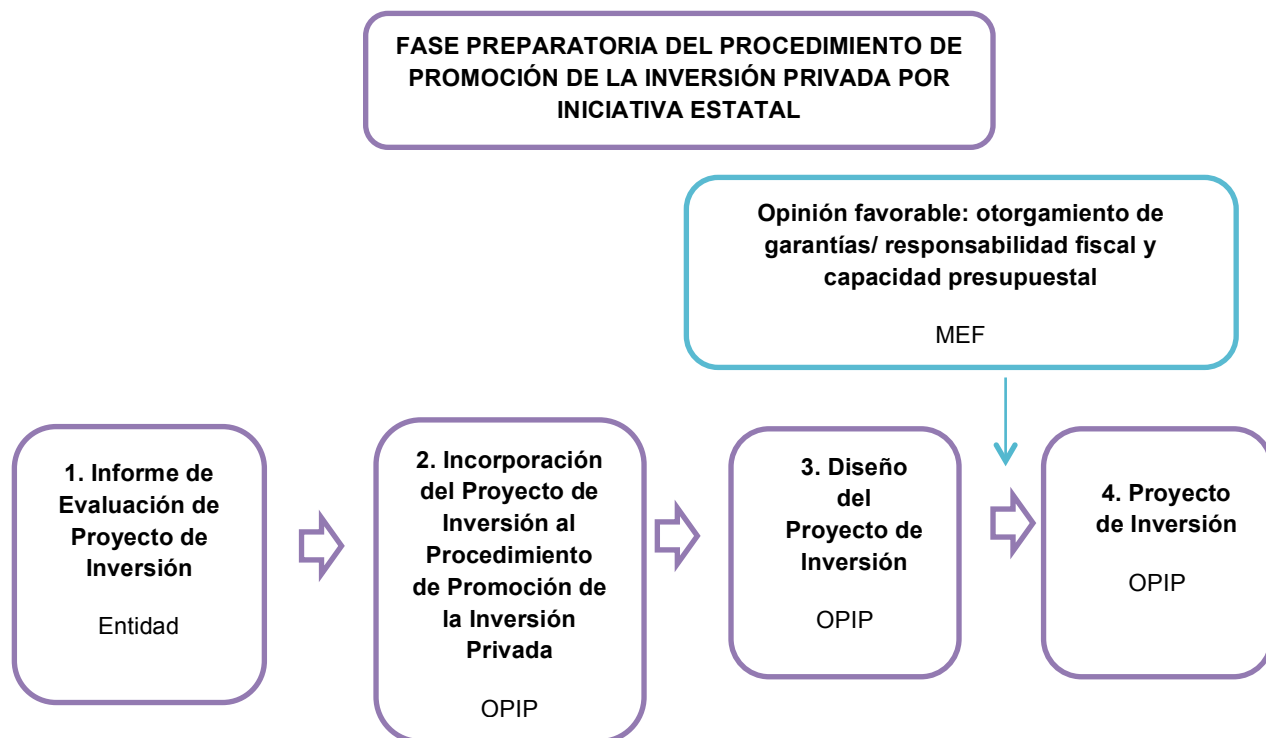 FASE PREPARATORIA DEL PROCEDIMIENTO DE
PROMOCIÓN DE LA INVERSIÓN PRIVADA POR
INICIATIVA ESTATAL
Opinión favorable: otorgamiento de
garantías/ responsabilidad fiscal y
capacidad presupuestal
MEF
1. Informe de
Evaluación de
Proyecto de
Inversión
Entidad
2. Incorporación
del Proyecto de
Inversión al
Procedimiento
de Promoción de
la Inversión
Privada
OPIP
3. Diseño
del
Proyecto de
Inversión
OPIP
4. Proyecto
de Inversión
OPIP